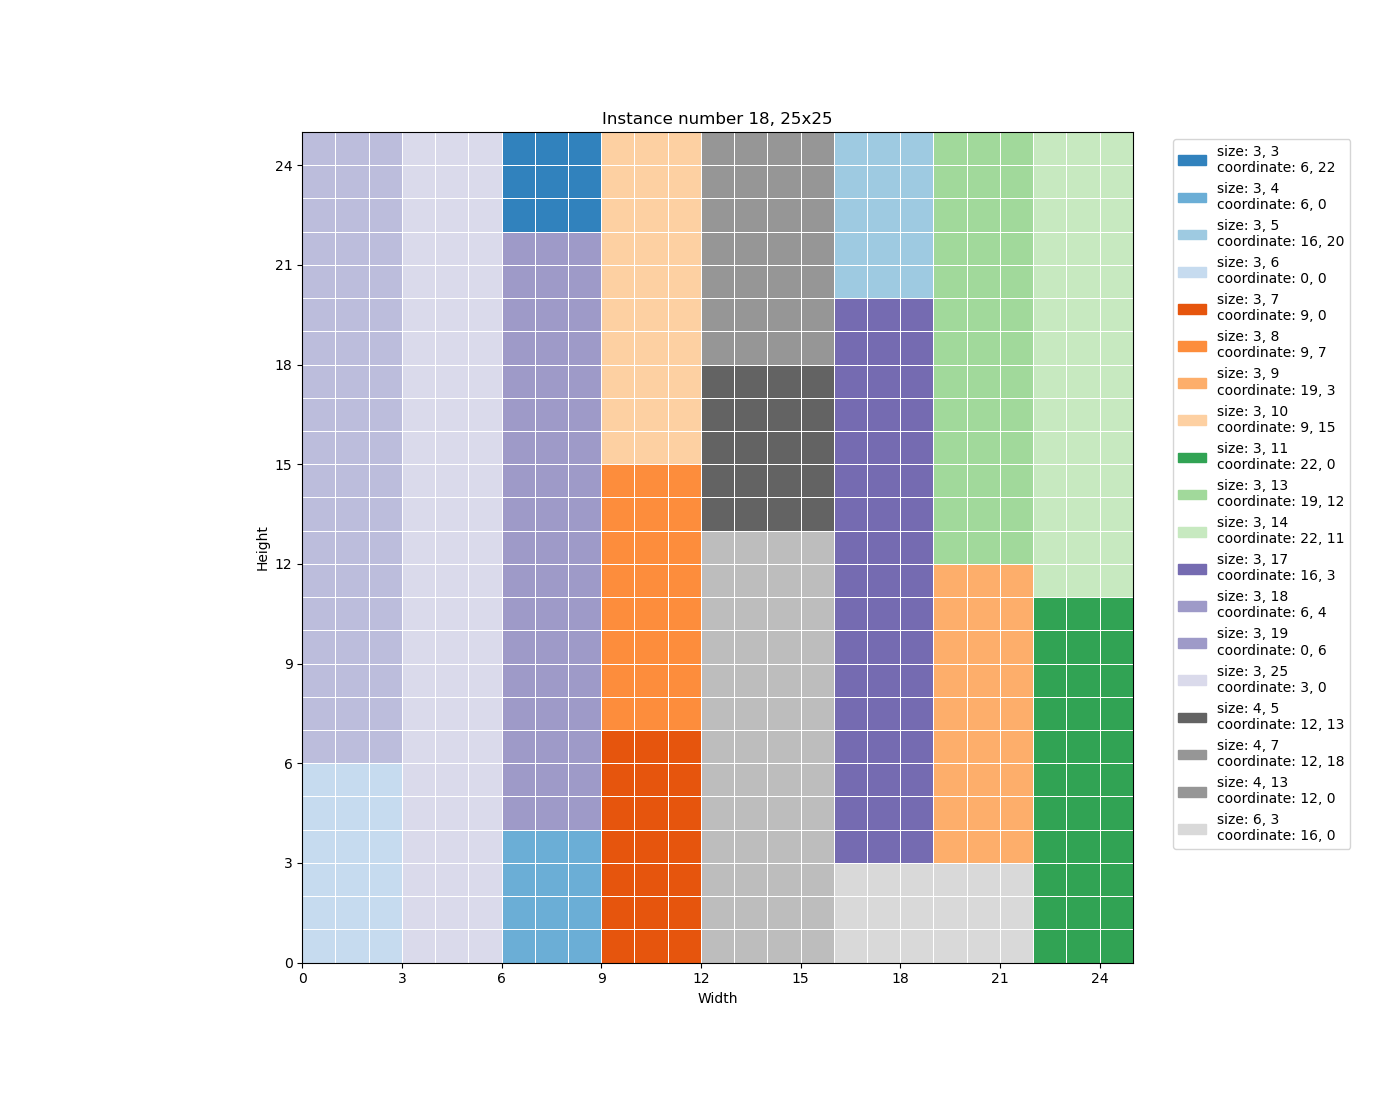 Instance number 18, 25x25
24
21
18
15
12
9
6
3
0
Height
0 3 6 9 12 15 18 21 24
Width
size: 3, 3
coordinate: 6, 22
size: 3, 4
coordinate: 6, 0
size: 3, 5
coordinate: 16, 20
size: 3, 6
coordinate: 0, 0
size: 3, 7
coordinate: 9, 0
size: 3, 8
coordinate: 9, 7
size: 3, 9
coordinate: 19, 3
size: 3, 10
coordinate: 9, 15
size: 3, 11
coordinate: 22, 0
size: 3, 13
coordinate: 19, 12
size: 3, 14
coordinate: 22, 11
size: 3, 17
coordinate: 16, 3
size: 3, 18
coordinate: 6, 4
size: 3, 19
coordinate: 0, 6
size: 3, 25
coordinate: 3, 0
size: 4, 5
coordinate: 12, 13
size: 4, 7
coordinate: 12, 18
size: 4, 13
coordinate: 12, 0
size: 6, 3
coordinate: 16, 0